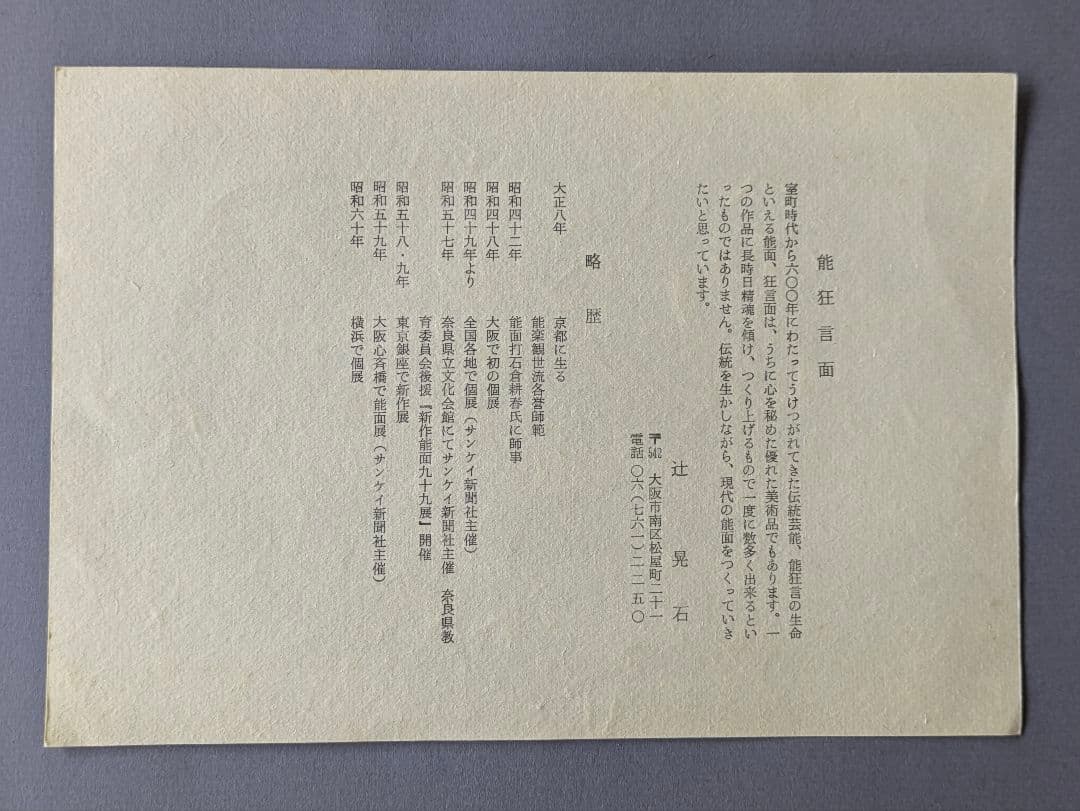 能狂言面
室町時代から六〇〇年にわたってうけつがれてきた伝統芸能、能狂言の生命
といえる能面、狂言面は、うちに心を秘めた優れた美術品でもあります。一
つの作品に長時日精魂を傾け、つくり上げるもので一度に数多く出来るとい
ったものではありません。伝統を生かしながら、現代の能面をつくっていき
たいと思っています。
辻晃石
〒542 大阪市南区松屋町二十一
電話〇六(七六一)二二五〇
略歴
大正八年 京都に生る
能楽観世流名誉師範
昭和四十二年 能面打石倉耕春氏に師事
昭和四十八年 大阪で初の個展
昭和四十九年より 全国各地で個展(サンケイ新聞社主催)
昭和五十七年 奈良県立文化会館にてサンケイ新聞社主催 奈良県教
育委員会後援『新作能面九十九展』開催
昭和五十八・九年 東京銀座で新作展
昭和五十九年 大阪心斉橋で能面展(サンケイ新聞社主催)
昭和六十年 横浜で個展